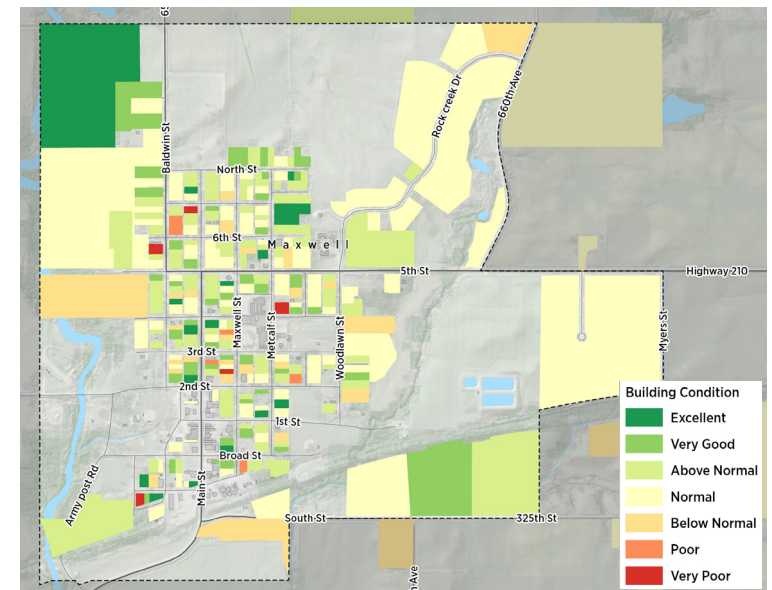 65
Baldwin St
Rock creek Dr
660th Ave
North St
6th St
Maxwell
5th St
Highway 210
Maxwell St
Metcalf St
Woodlawn St
Myers St
3rd St
2nd St
1st St
Broad St
Army post Rd
Main St
South St
325th St
n Ave
Building Condition
Excellent
Very Good
Above Normal
Normal
Below Normal
Poor
Very Poor